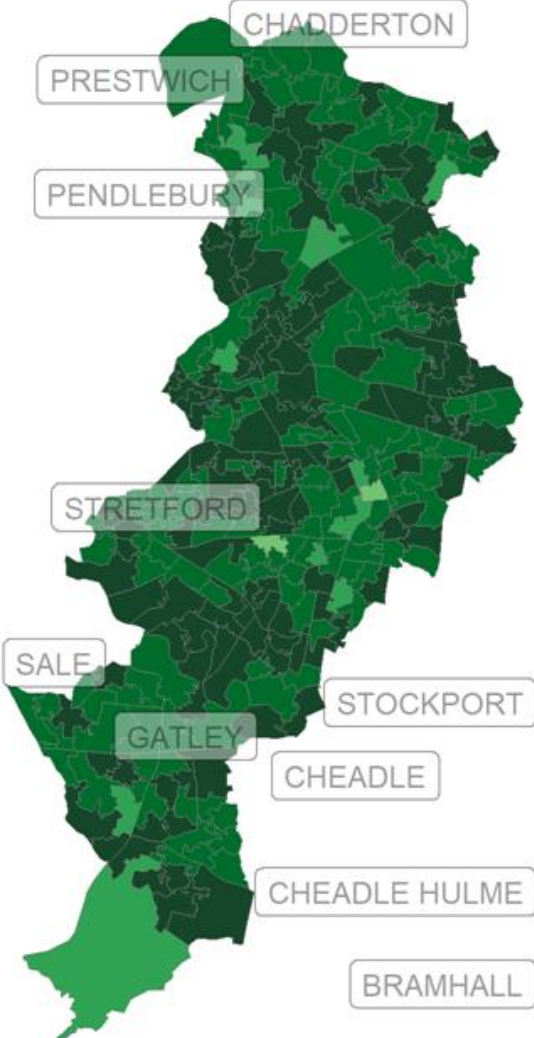 CHADDERTON
PRESTWICH
PENDLEBURY
STRETFORD
SALE
STOCKPORT
GATLEY
CHEADLE
CHEADLE HULME
BRAMHALL